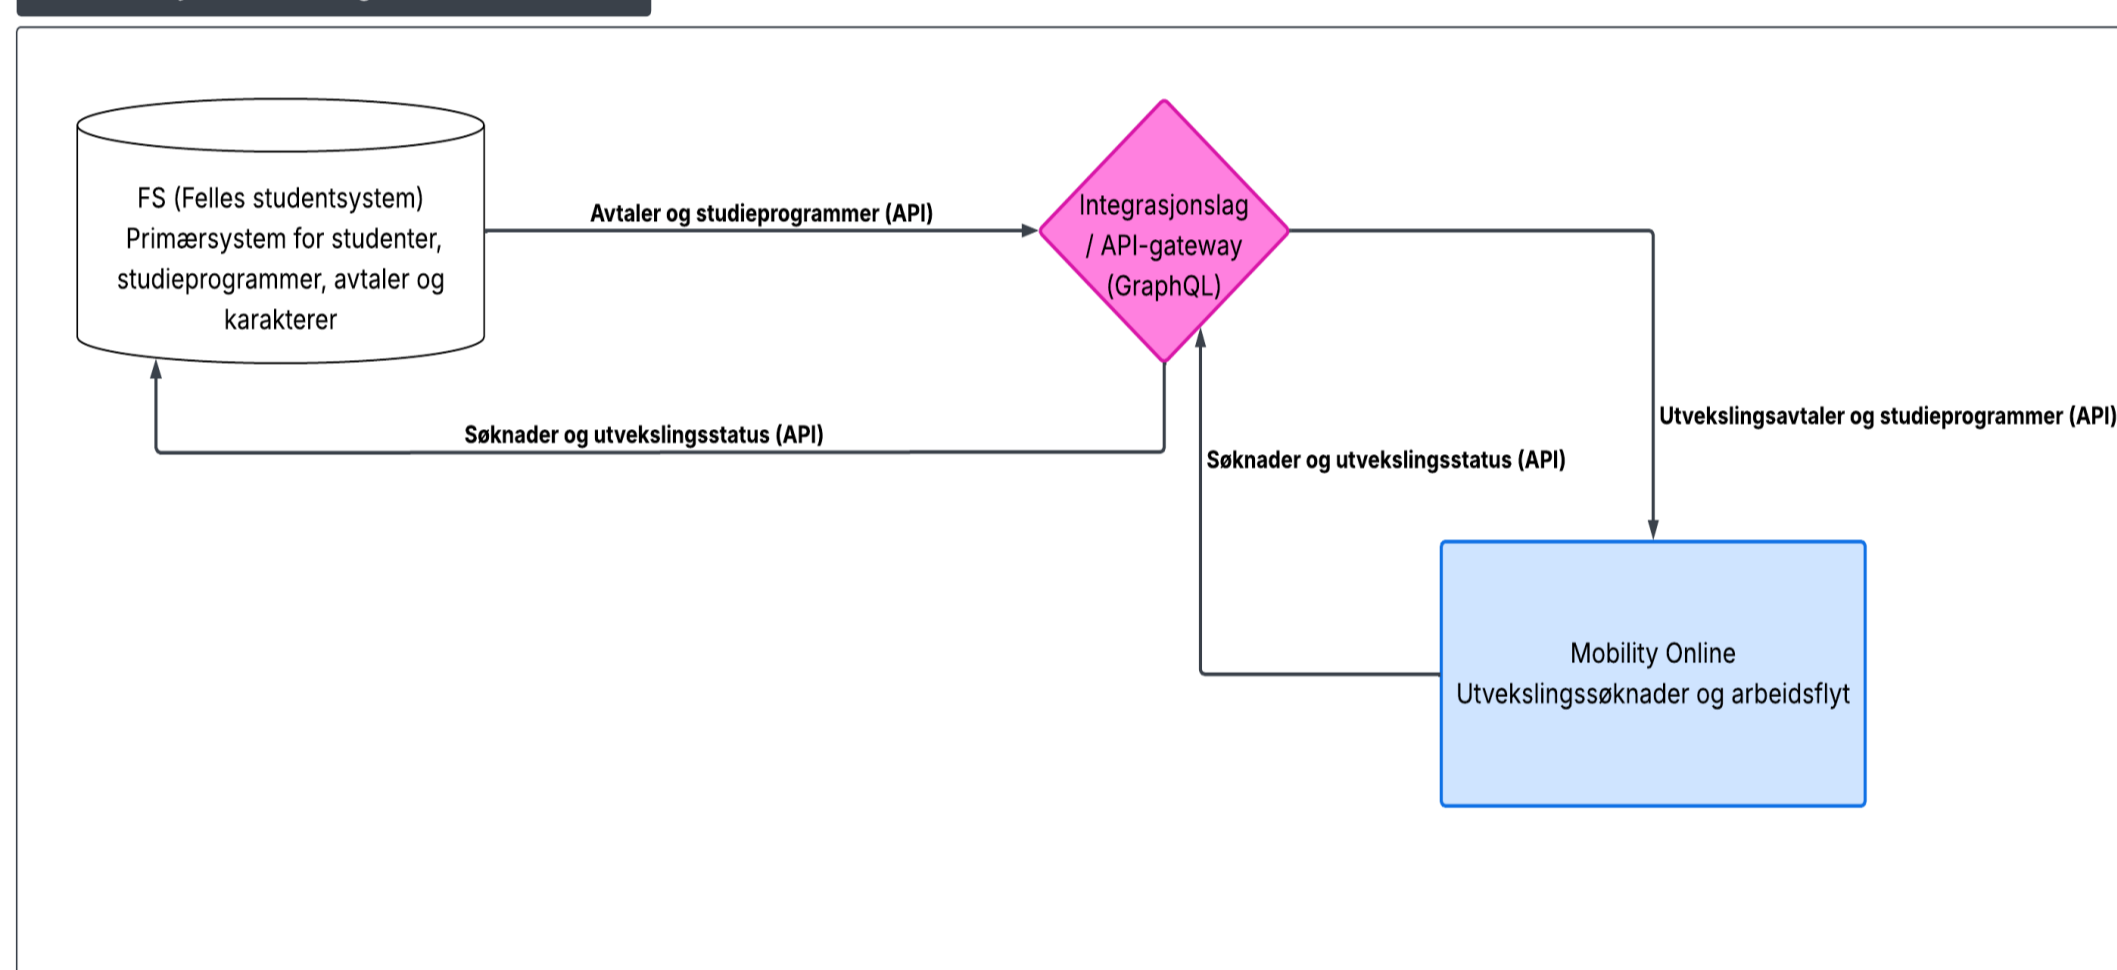 FS (Felles studentsystem)
Primærsystem for studenter,
studieprogrammer, avtaler og
karakterer
Avtaler og studieprogrammer (API)
Integrasjonslag
/ API-gateway
(GraphQL)
Søknader og utvekslingsstatus (API)
Søknader og utvekslingsstatus (API)
Utvekslingsavtaler og studieprogrammer (API)
Mobility Online
Utvekslingssøknader og arbeidsflyt